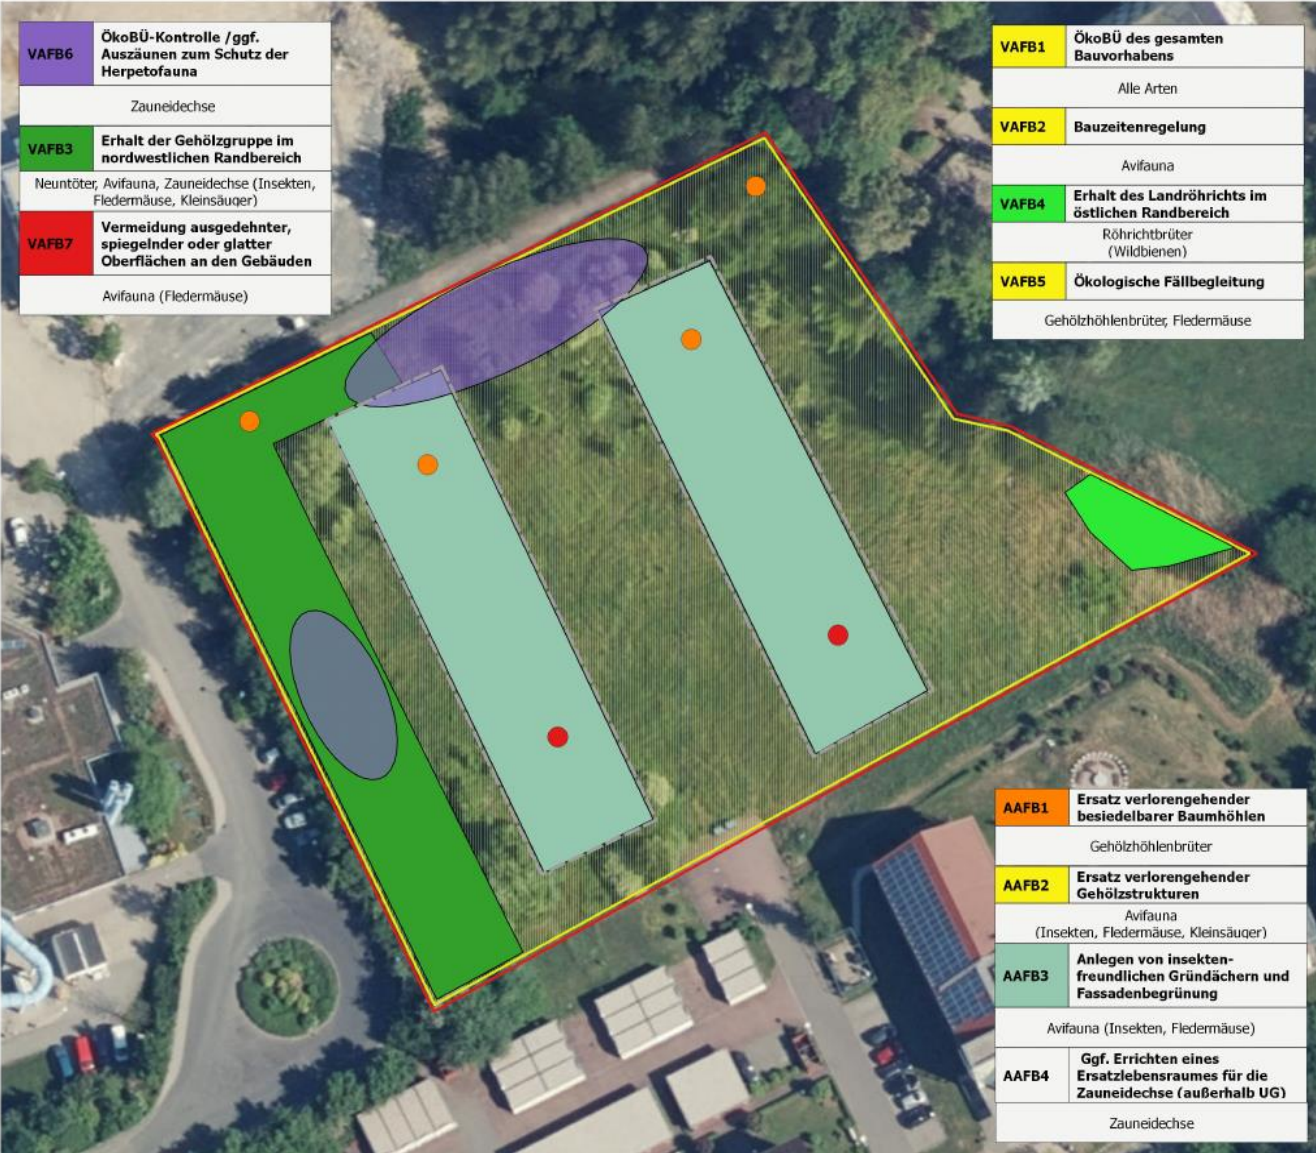 VAFB6
ÖkoBÜ-Kontrolle /ggf.
Auszäunen zum Schutz der
Herpetofauna
Zauneidechse
VAFB3
Erhalt der Gehölzgruppe im
nordwestlichen Randbereich
Neuntöter, Avifauna, Zauneidechse (Insekten,
Fledermäuse, Kleinsäuger)
VAFB7
Vermeidung ausgedehnter,
spiegelnder oder glatter
Oberflächen an den Gebäuden
Avifauna (Fledermäuse)
VAFB1
ÖkoBÜ des gesamten
Bauvorhabens
Alle Arten
VAFB2
Bauzeitenregelung
Avifauna
VAFB4
Erhalt des Landröhrichts im
östlichen Randbereich
Röhrichtbrüter
(Wildbienen)
VAFB5
Ökologische Fällbegleitung
Gehölzhöhlenbrüter, Fledermäuse
AAFB1
Ersatz verlorengehender
besiedelbarer Baumhöhlen
Gehölzhöhlenbrüter
AAFB2
Ersatz verlorengehender
Gehölzstrukturen
Avifauna
(Insekten, Fledermäuse, Kleinsäuger)
AAFB3
Anlegen von insekten-
freundlichen Gründächern und
Fassadenbegrünung
Avifauna (Insekten, Fledermäuse)
AAFB4
Ggf. Errichten eines
Ersatzlebensraumes für die
Zauneidechse (außerhalb UG)
Zauneidechse